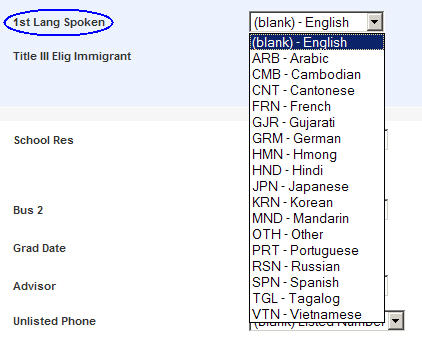 1st Lang Spoken
(blank) - English
(blank) - English
ARB - Arabic
Title III Elig Immigrant
CMB - Cambodian
CNT - Cantonese
FRN - French
GJR - Gujarati
School Res
GRM - German
HMN - Hmong
HND - Hindi
JPN - Japanese
KRN - Korean
Bus 2
MND - Mandarin
OTH - Other
Grad Date
PRT - Portuguese
RSN - Russian
Advisor
SPN - Spanish
TGL - Tagalog
VTN - Vietnamese
Unlisted Phone
(blank) Listed Number